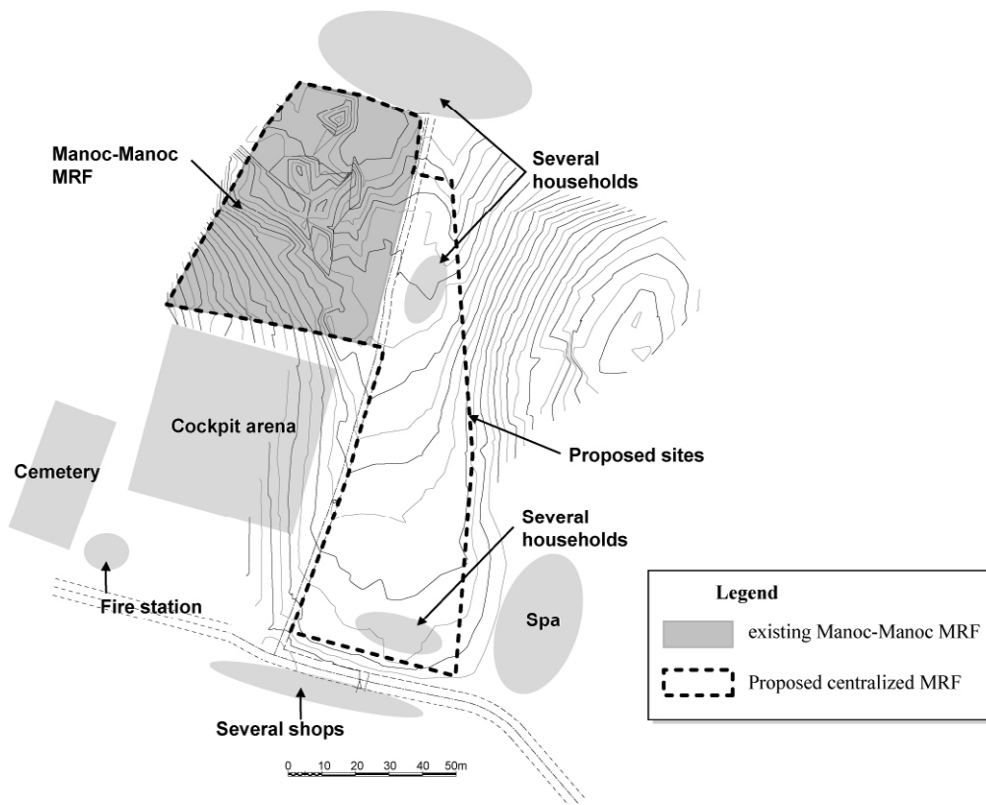 Manoc-Manoc
MRF
Several
households
Cockpit arena
Cemetery
Proposed sites
Several
households
Fire station
Spa
Several shops
0 10 20 30 40 50m
Legend
existing Manoc-Manoc MRF
Proposed centralized MRF